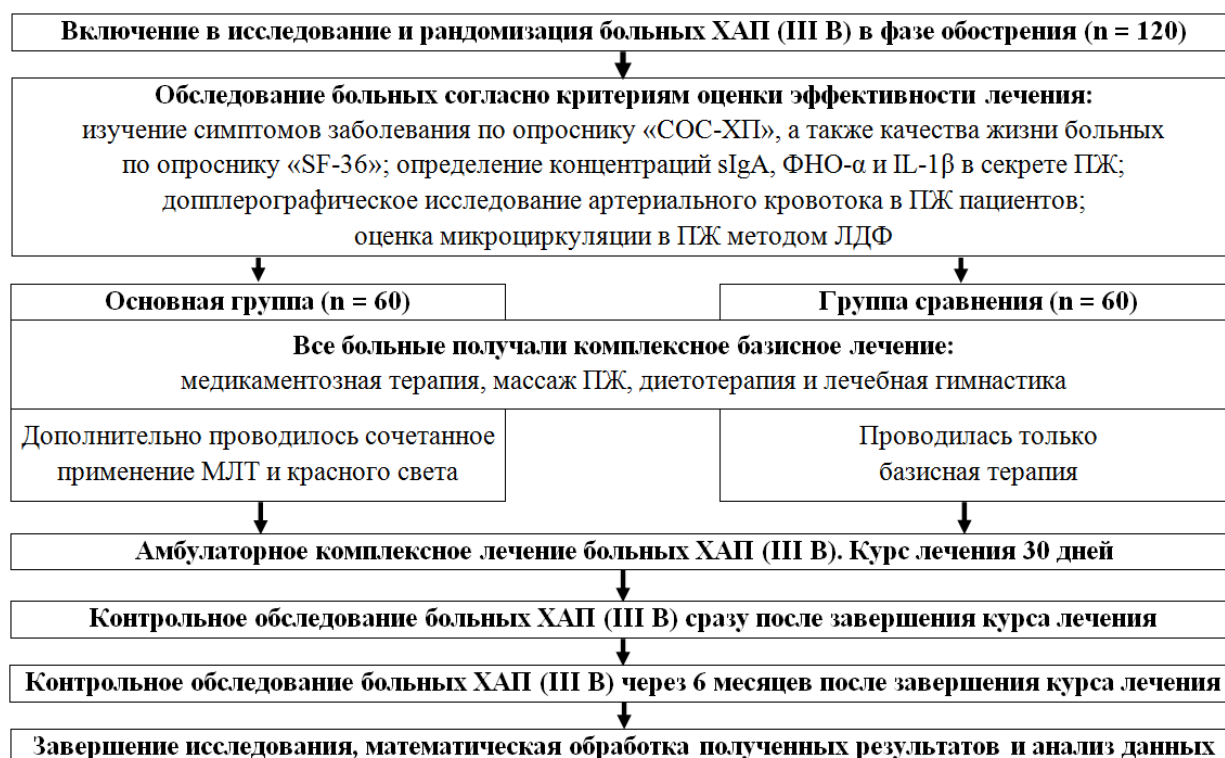 Включение в исследование и рандомизация больных ХАП (III В) в фазе обострения (n = 120)
Обследование больных согласно критериям оценки эффективности лечения:
изучение симптомов заболевания по опроснику «СОС-ХП», а также качества жизни больных
по опроснику «SF-36»; определение концентраций sIgA, ФНО-α и IL-1β в секрете ПЖ;
допплерографическое исследование артериального кровотока в ПЖ пациентов;
оценка микроциркуляции в ПЖ методом ЛДФ
Основная группа (n = 60)
Группа сравнения (n = 60)
Все больные получали комплексное базисное лечение:
медикаментозная терапия, массаж ПЖ, диетотерапия и лечебная гимнастика
Дополнительно проводилось сочетанное
применение МЛТ и красного света
Проводилась только
базисная терапия
Амбулаторное комплексное лечение больных ХАП (III В). Курс лечения 30 дней
Контрольное обследование больных ХАП (III В) сразу после завершения курса лечения
Контрольное обследование больных ХАП (III В) через 6 месяцев после завершения курса лечения
Завершение исследования, математическая обработка полученных результатов и анализ данных